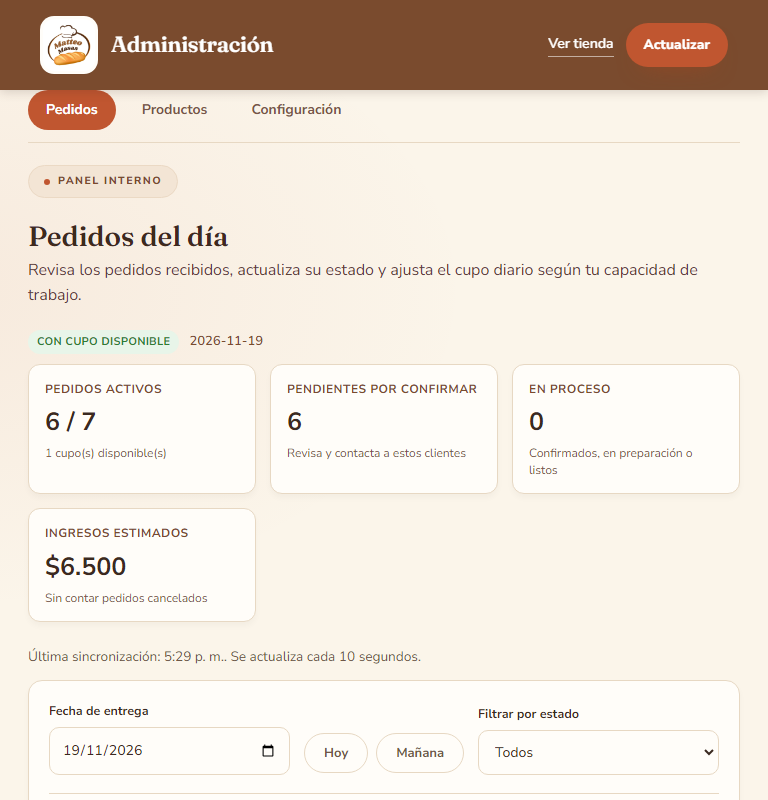 Matteo
Masas
Administración
Ver tienda
Actualizar
Pedidos
Productos
Configuración
PANEL INTERNO
Pedidos del día
Revisa los pedidos recibidos, actualiza su estado y ajusta el cupo diario según tu capacidad de
trabajo.
CON CUPO DISPONIBLE
2026-11-19
PEDIDOS ACTIVOS
6 / 7
1 cupo(s) disponible(s)
PENDIENTES POR CONFIRMAR
6
Revisa y contacta a estos clientes
EN PROCESO
0
Confirmados, en preparación o
listos
INGRESOS ESTIMADOS
$6.500
Sin contar pedidos cancelados
Última sincronización: 5:29 p. m.. Se actualiza cada 10 segundos.
Fecha de entrega
19/11/2026
Hoy
Mañana
Filtrar por estado
Todos